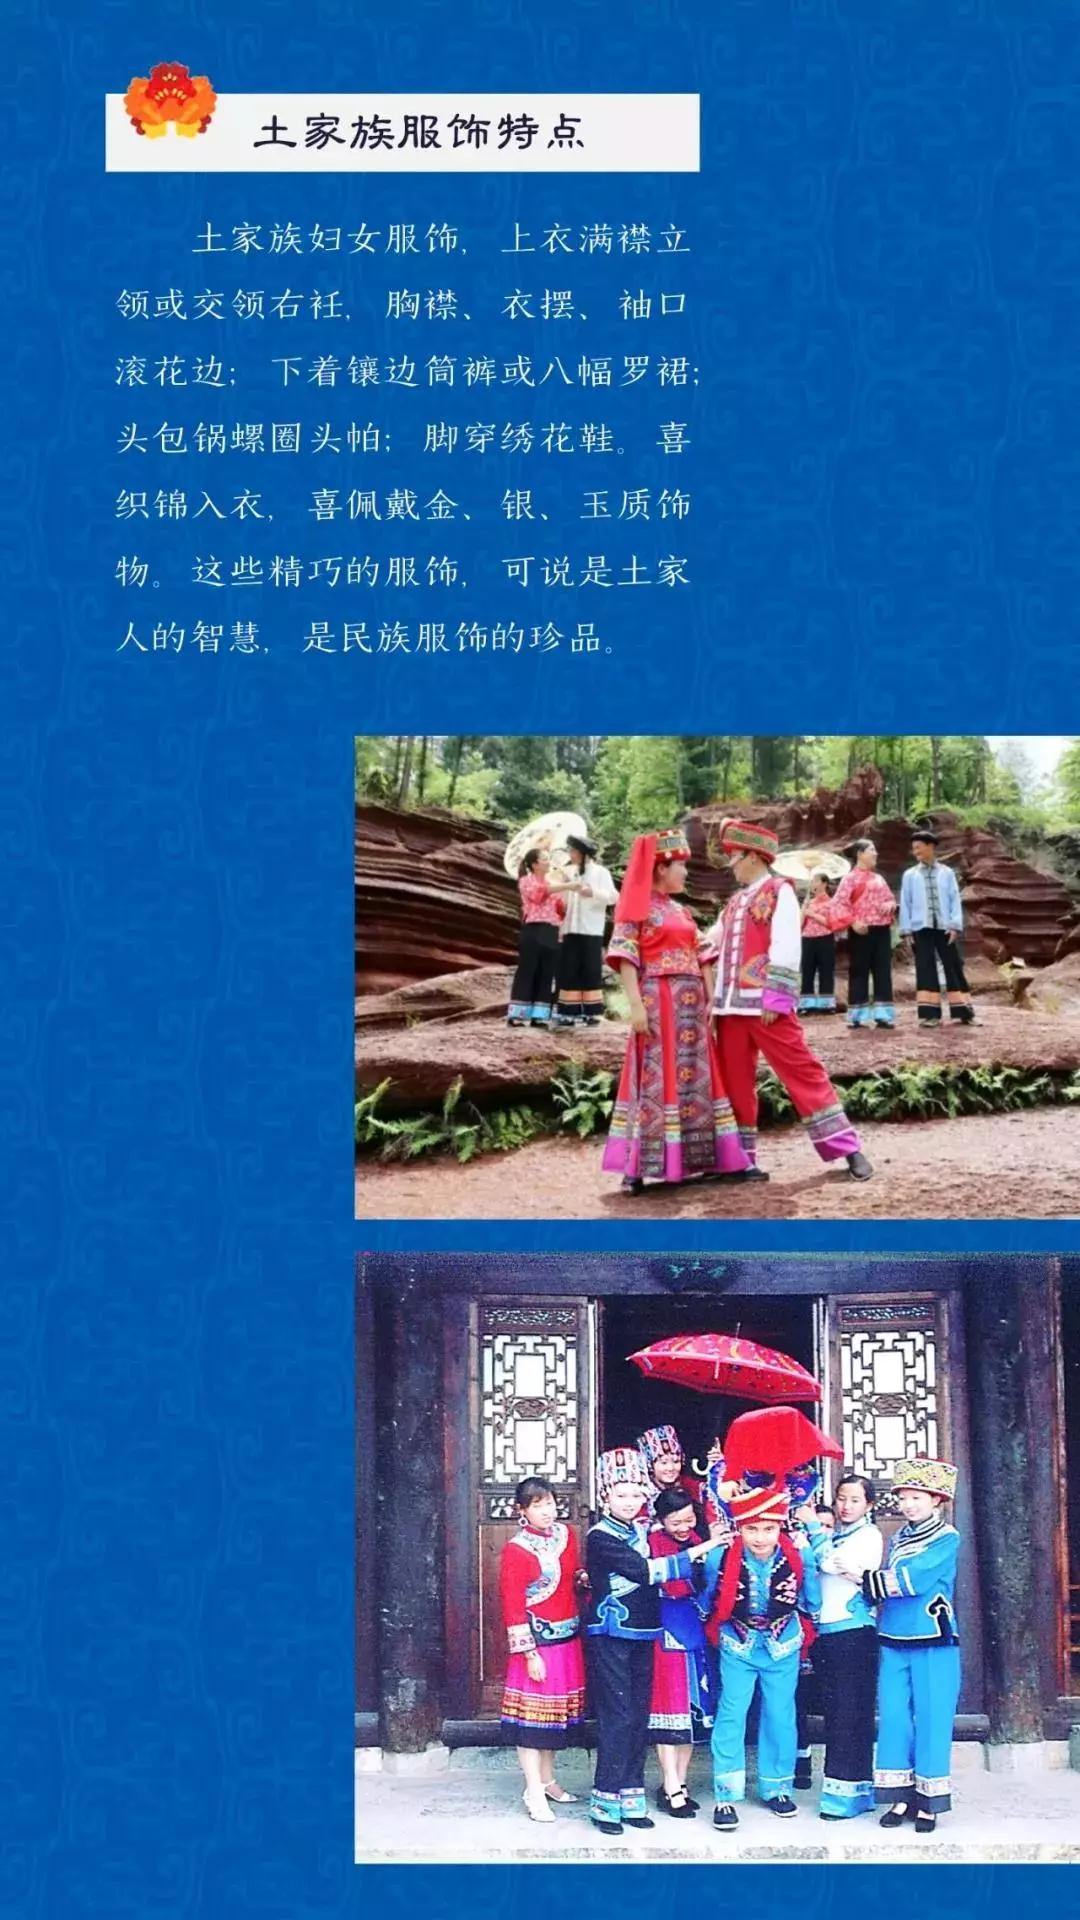 土家族服饰特点
土家族妇女服饰，上衣满襟立
领或交领右衽，胸襟、衣摆、袖口
滚花边；下着镶边筒裤或八幅罗裙；
头包锅螺圈头帕；脚穿绣花鞋。喜
织锦入衣，喜佩戴金、银、玉质饰
物。这些精巧的服饰，可说是土家
人的智慧，是民族服饰的珍品。